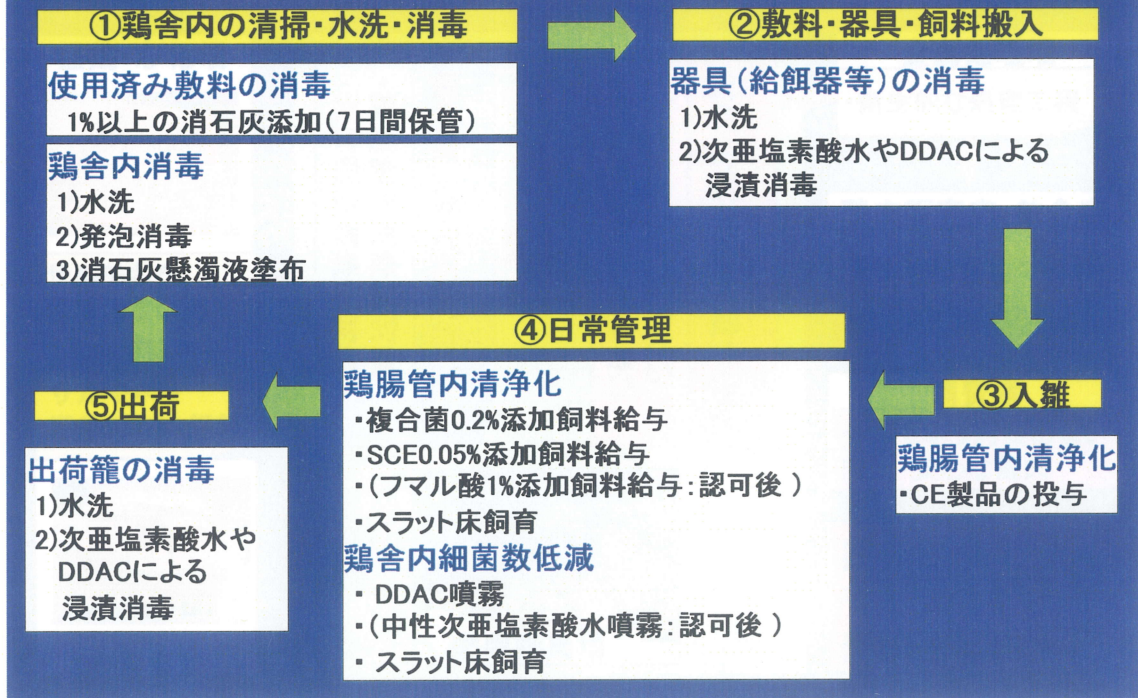 ①鶏舎内の清掃・水洗・消毒
使用済み敷料の消毒
1%以上の消石灰添加(7日間保管)
鶏舎内消毒
1)水洗
2)発泡消毒
3)消石灰懸濁液塗布
②敷料・器具・飼料搬入
器具(給餌器等)の消毒
1)水洗
2)次亜塩素酸水やDDACによる
浸漬消毒
③入雛
鶏腸管内清浄化
・CE製品の投与
④日常管理
鶏腸管内清浄化
・複合菌0.2%添加飼料給与
・SCE0.05%添加飼料給与
・(フマル酸1%添加飼料給与:認可後 )
・スラット床飼育
鶏舎内細菌数低減
・ DDAC噴霧
・(中性次亜塩素酸水噴霧:認可後 )
・ スラット床飼育
⑤出荷
出荷籠の消毒
1)水洗
2)次亜塩素酸水や
DDACによる
浸漬消毒